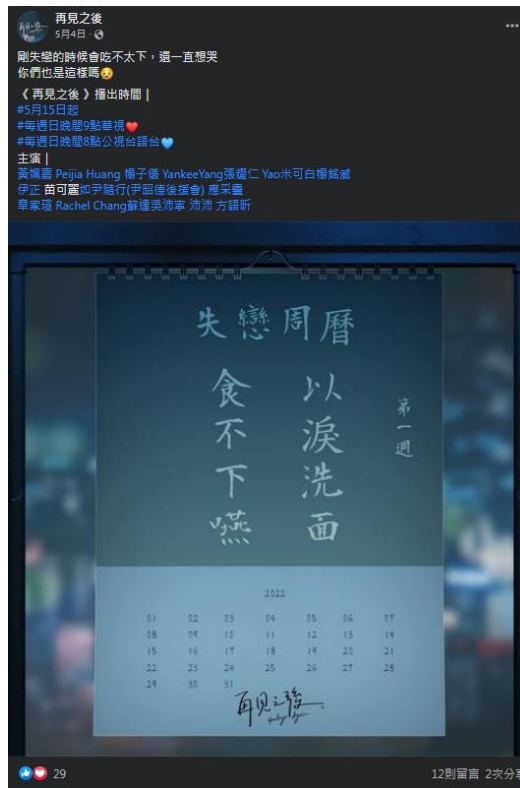 再見之後
5月4日
剛失戀的時候會吃不太下，還一直想哭
你們也是這樣嗎😥
《 再見之後 》播出時間 |
#5月15日起
#每週日晚間9點華視❤️
#每週日晚間8點公視台語台💙
主演 |
黃姵嘉 Peijia Huang 楊子儀 YankeeYang張耀仁 Yao米可白楊銘威
伊正 苗可麗如尹隨行(尹昭德後援會) 應采靈
章家瑄 Rachel Chang蘇達吳沛寧 沛沛 方語昕
失戀周曆
第一週
以淚洗面
食不下嚥
2022
01 02 03 04 05 06 07
08 09 10 11 12 13 14
15 16 17 18 19 20 21
22 23 24 25 26 27 28
29 30 31
再見之後
29
12則留言 2次分享